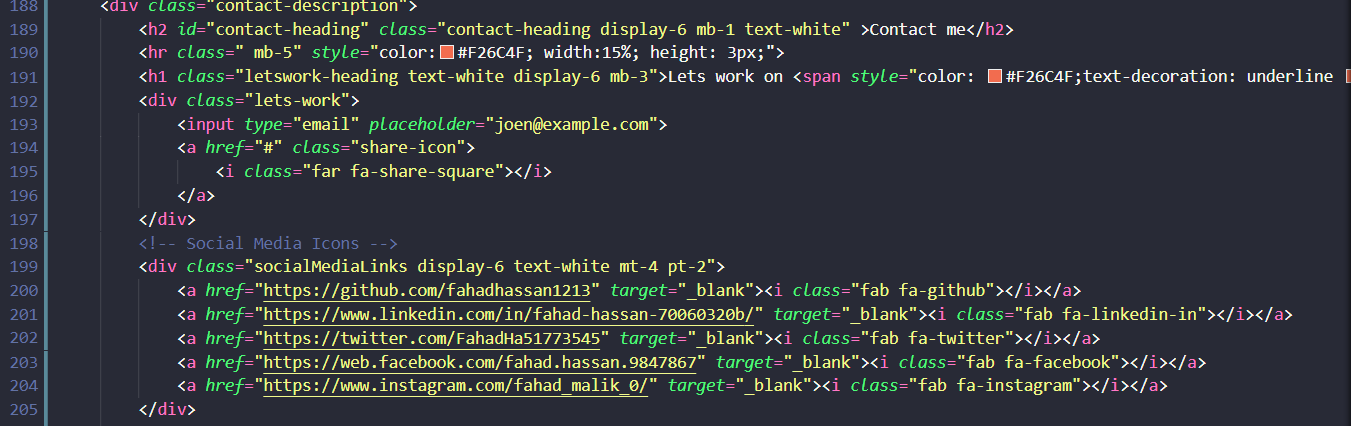 188 <div class="contact-description">
189 <h2 id="contact-heading" class="contact-heading display-6 mb-1 text-white" >Contact me</h2>
190 <hr class=" mb-5" style="color:#F26C4F; width:15%; height: 3px;">
191 <h1 class="letswork-heading text-white display-6 mb-3">Lets work on <span style="color: #F26C4F;text-decoration: underline
192 <div class="lets-work">
193 <input type="email" placeholder="joen@example.com">
194 <a href="#" class="share-icon">
195 <i class="far fa-share-square"></i>
196 </a>
197 </div>
198 <!-- Social Media Icons -->
199 <div class="socialMediaLinks display-6 text-white mt-4 pt-2">
200 <a href="https://github.com/fahadhassan1213" target="_blank"><i class="fab fa-github"></i></a>
201 <a href="https://www.linkedin.com/in/fahad-hassan-70060320b/" target="_blank"><i class="fab fa-linkedin-in"></i></a>
202 <a href="https://twitter.com/FahadHa51773545" target="_blank"><i class="fab fa-twitter"></i></a>
203 <a href="https://web.facebook.com/fahad.hassan.9847867" target="_blank"><i class="fab fa-facebook"></i></a>
204 <a href="https://www.instagram.com/fahad_malik_0/" target="_blank"><i class="fab fa-instagram"></i></a>
205 </div>